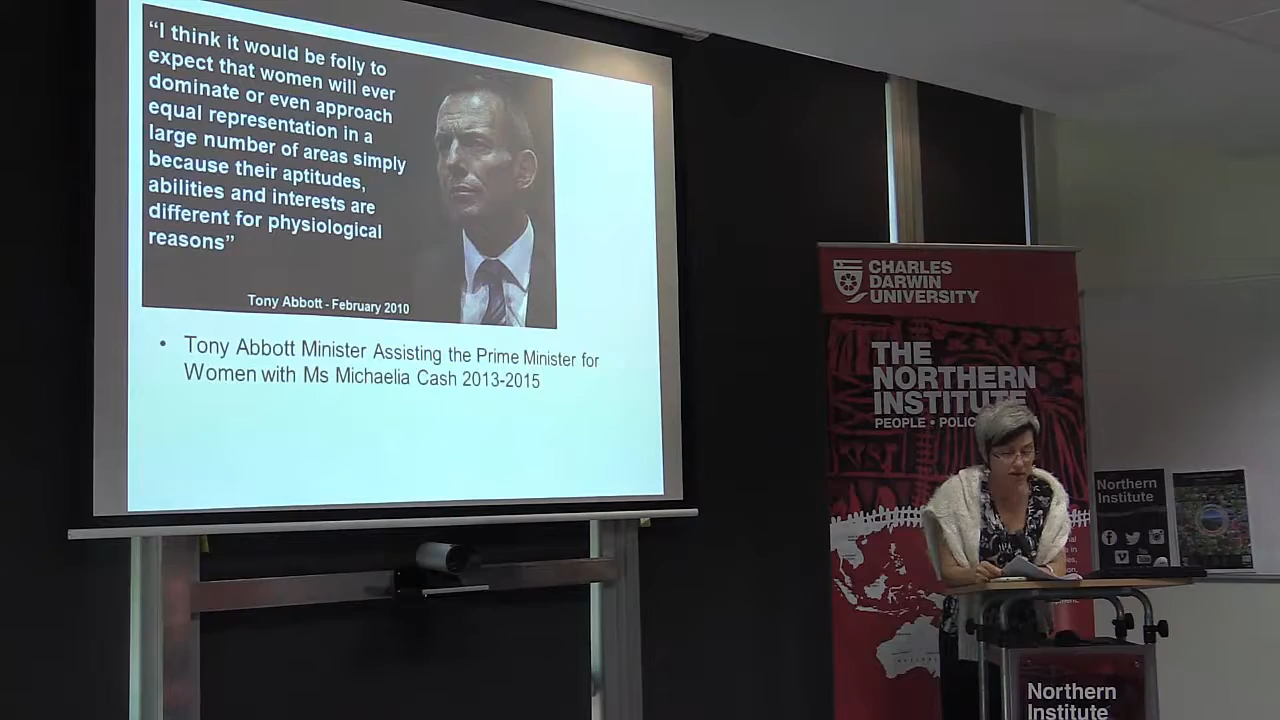 “I think it would be folly to
expect that women will ever
dominate or even approach
equal representation in a
large number of areas simply
because their aptitudes,
abilities and interests are
different for physiological
reasons”
Tony Abbott - February 2010
• Tony Abbott Minister Assisting the Prime Minister for
Women with Ms Michaelia Cash 2013-2015
CHARLES
DARWIN
UNIVERSITY
THE
NORTHERN
INSTITUTE
PEOPLE • POLIC
Northern
Institute
Northern
Institute